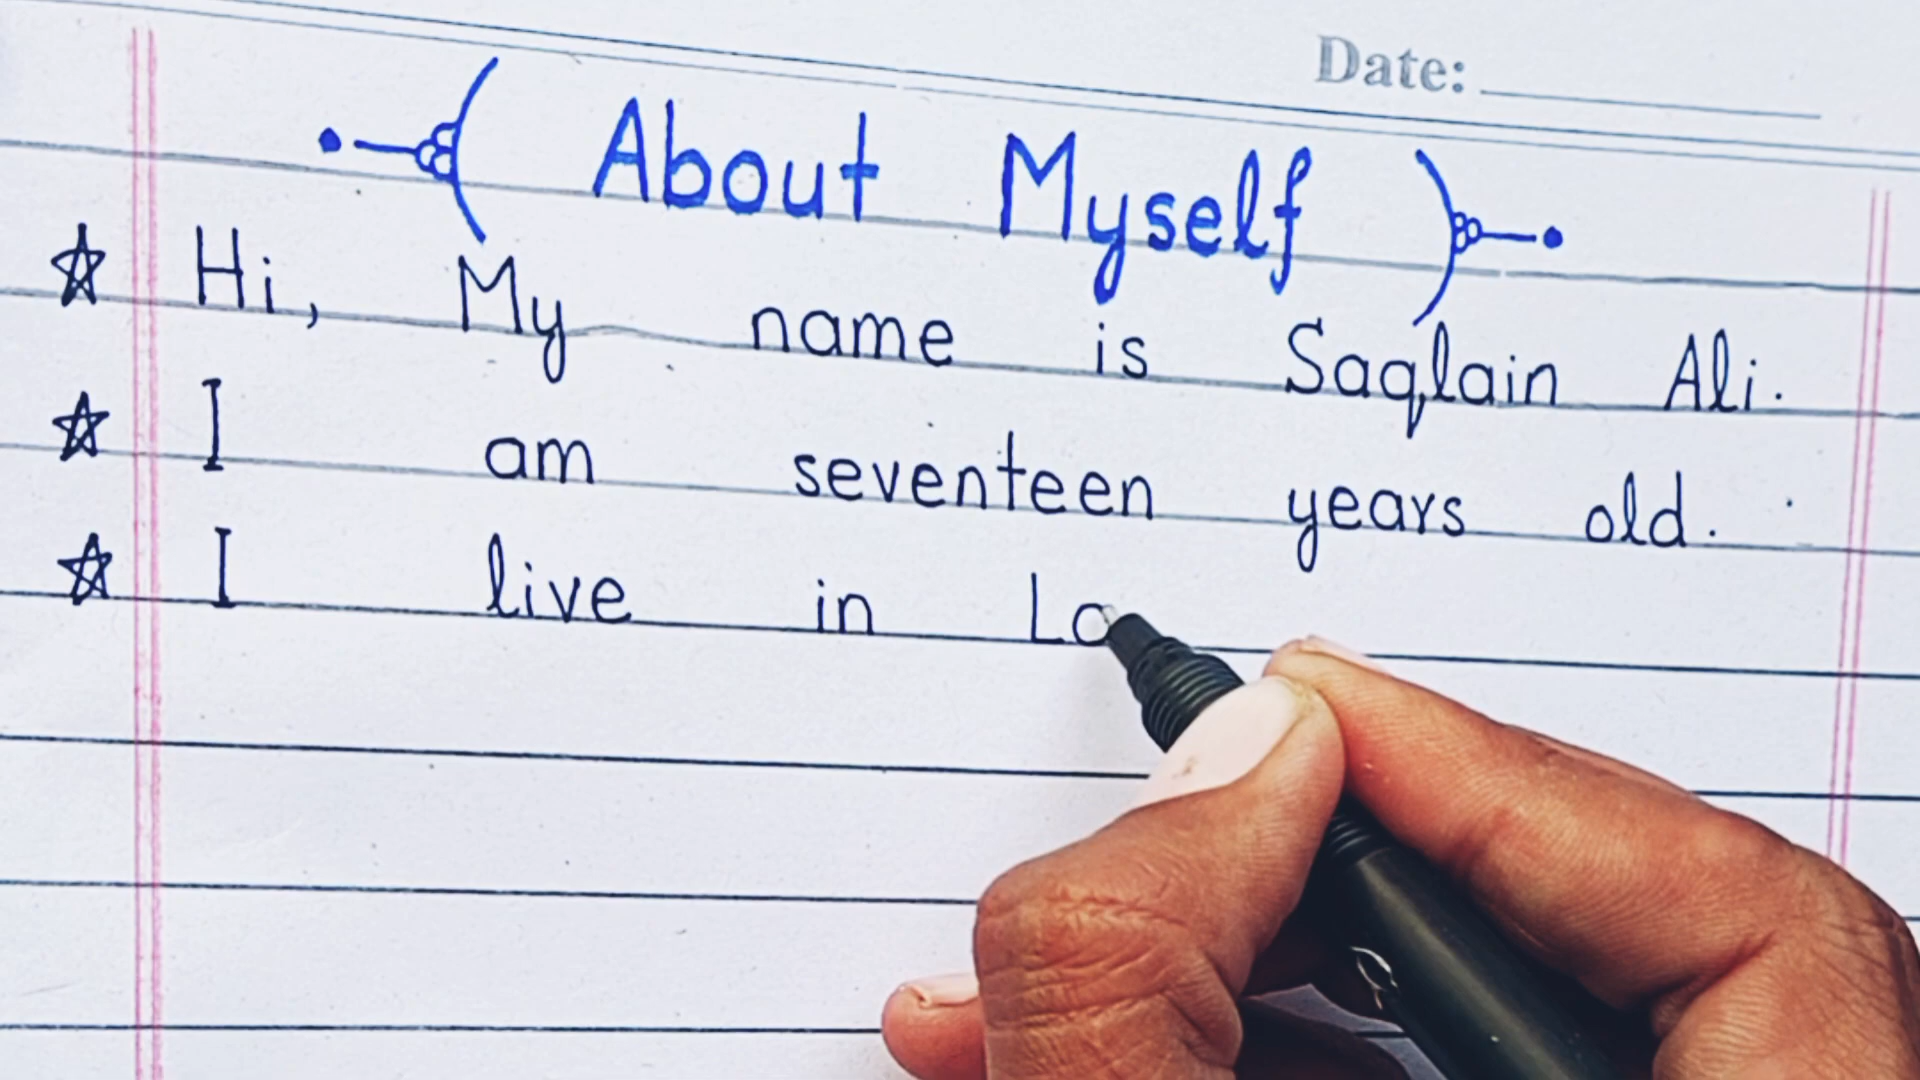 Date:
About Myself
Hi, My name is Saqlain Ali.
I am seventeen years old.
I live in